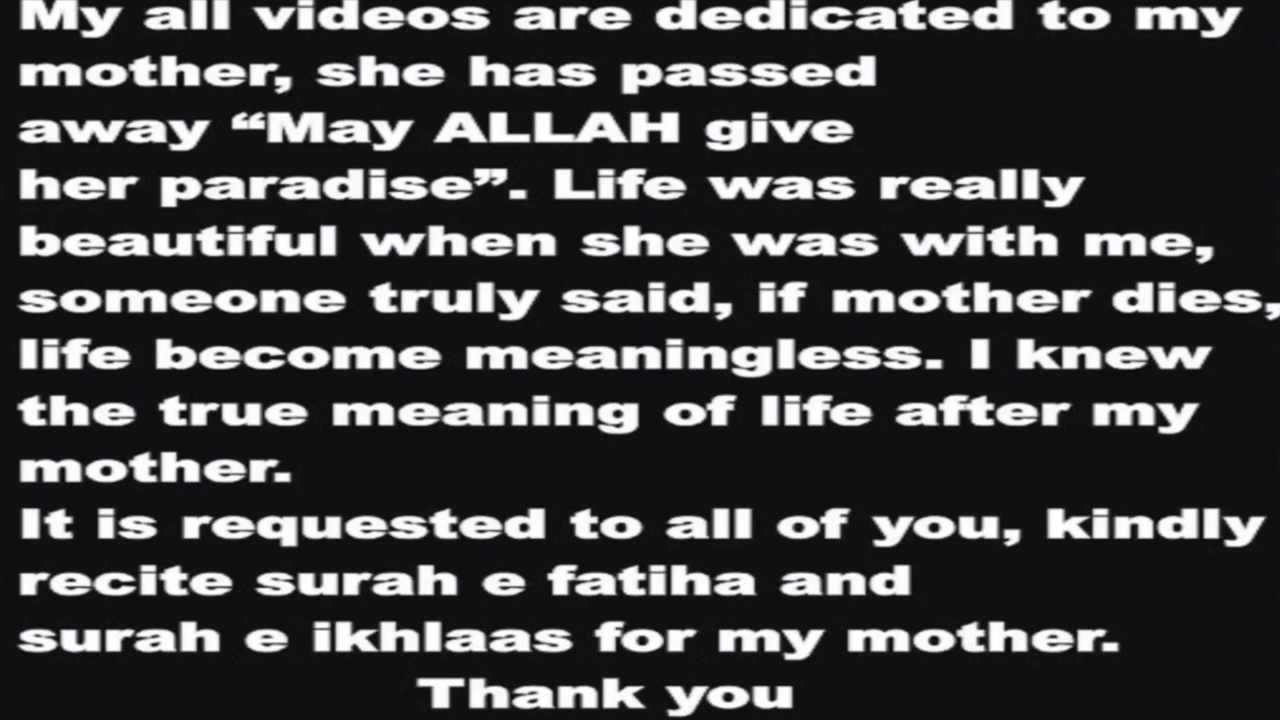 My all videos are dedicated to my
mother, she has passed
away “May ALLAH give
her paradise”. Life was really
beautiful when she was with me,
someone truly said, if mother dies,
life become meaningless. I knew
the true meaning of life after my
mother.
It is requested to all of you, kindly
recite surah e fatiha and
surah e ikhlaas for my mother.
Thank you